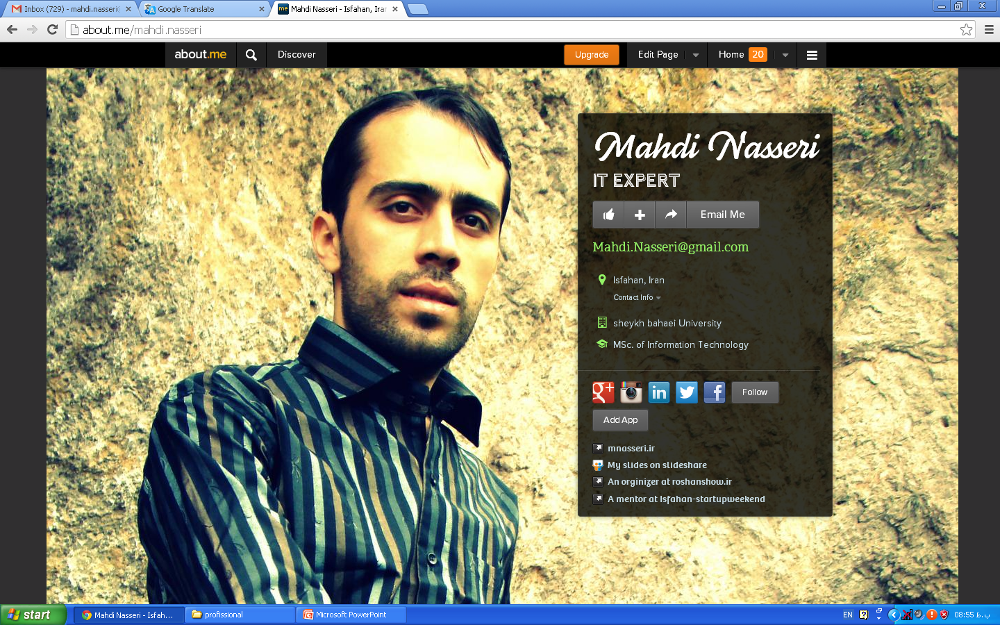 Inbox (729) - mahdi.nasseri@
Google Translate
me Mahdi Nasseri - Isfahan, Iran
about.me/mahdi.nasseri
about.me
Discover
Upgrade
Edit Page
Home 20
Mahdi Nasseri
IT EXPERT
Email Me
Mahdi.Nasseri@gmail.com
Isfahan, Iran
Contact Info
sheykh bahaei University
MSc. of Information Technology
g+ in f Follow
Add App
mnasseri.ir
My slides on slideshare
An orginizer at roshanshow.ir
A mentor at Isfahan-startupweekend
start
Mahdi Nasseri - Isfah...
profissional
Microsoft PowerPoint
EN
08:55 ب.ظ